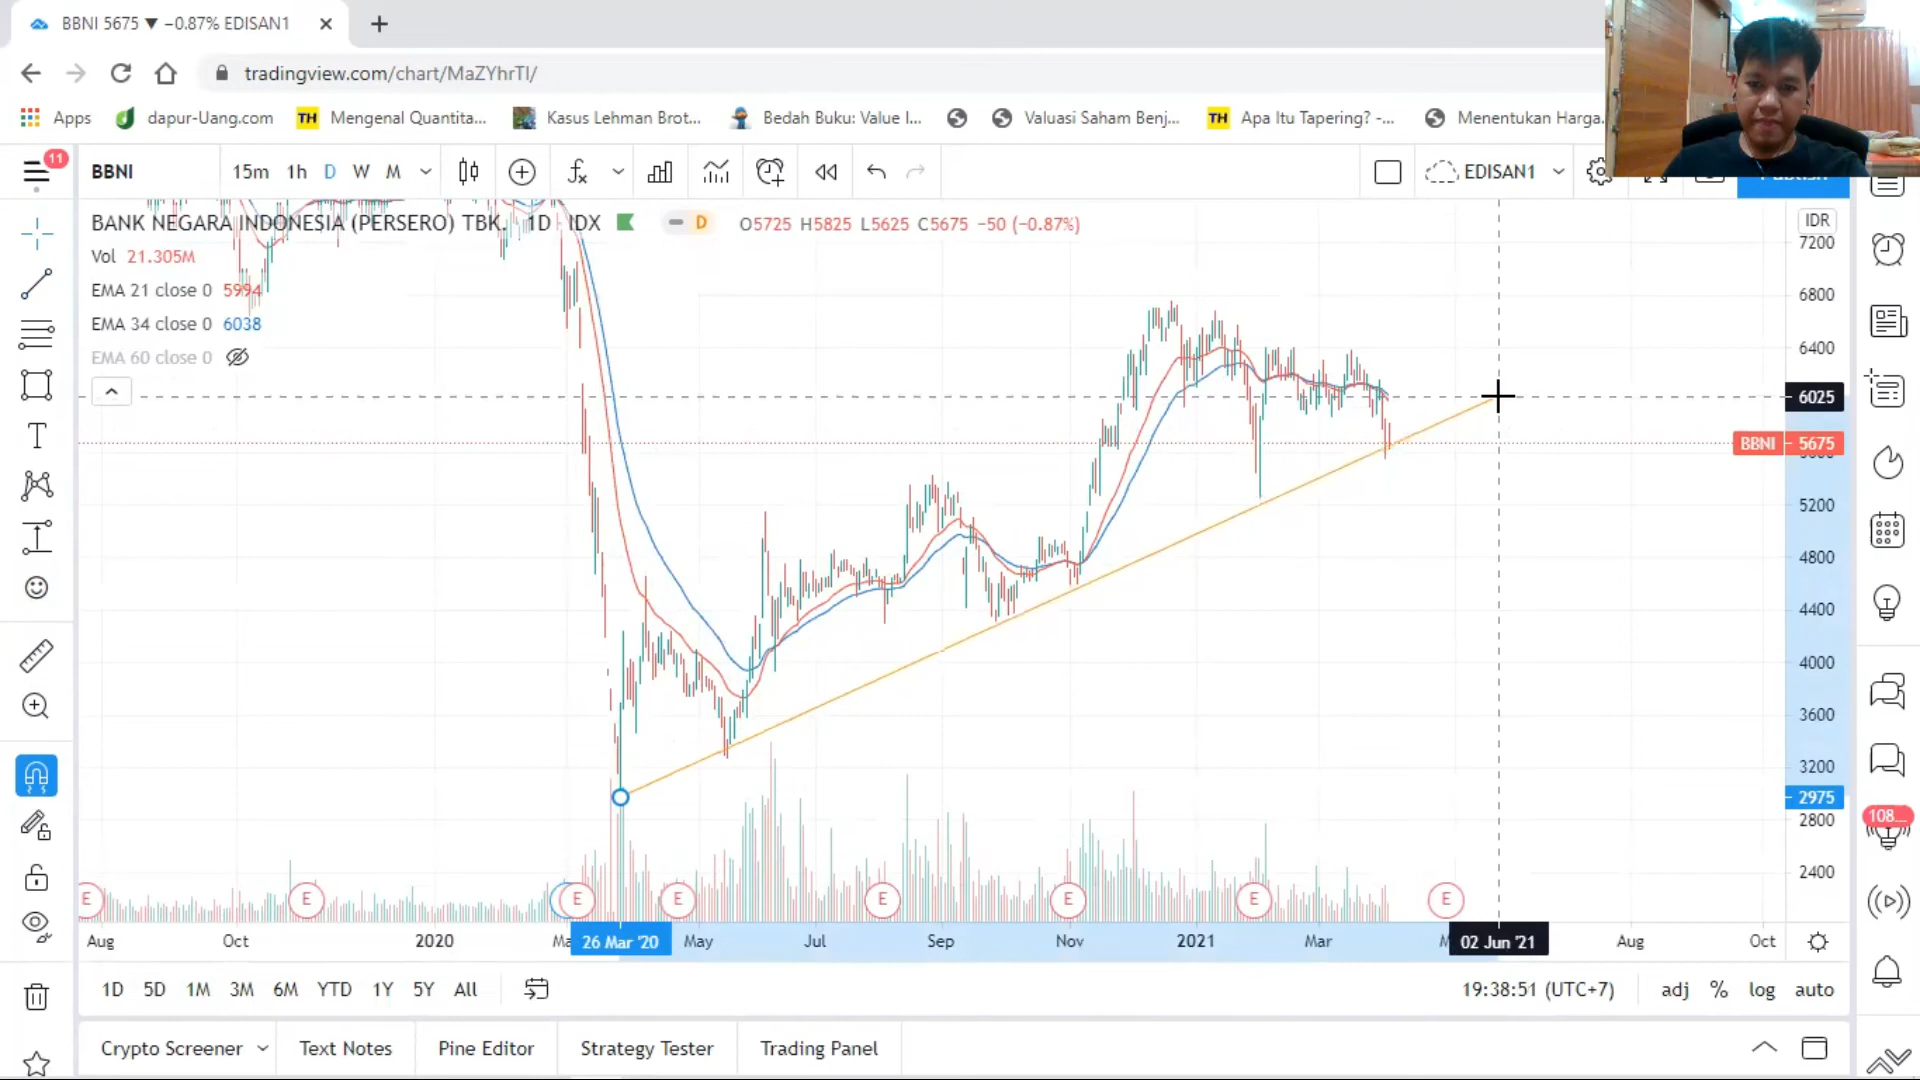 BBNI 5675 ▼ −0.87% EDISAN1
tradingview.com/chart/MaZYhrTI/
Apps
dapur-Uang.com
TH Mengenal Quantita...
Kasus Lehman Brot...
Bedah Buku: Value I...
Valuasi Saham Benj...
TH Apa Itu Tapering? -...
Menentukan Harga.
11
BBNI
15m 1h D W M
EDISAN1
BANK NEGARA INDONESIA (PERSERO) TBK. 1D IDX
D
O5725 H5825 L5625 C5675 −50 (−0.87%)
IDR
Vol 21.305M
EMA 21 close 0 5994
EMA 34 close 0 6038
EMA 60 close 0
7200
6800
6400
6025
BBNI 5675
5200
4800
4400
4000
3600
3200
2975
2800
2400
108...
E E E E E E E E
Aug Oct 2020 Ma 26 Mar '20 May Jul Sep Nov 2021 Mar M 02 Jun '21 Aug Oct
1D 5D 1M 3M 6M YTD 1Y 5Y All
19:38:51 (UTC+7) adj % log auto
Crypto Screener Text Notes Pine Editor Strategy Tester Trading Panel